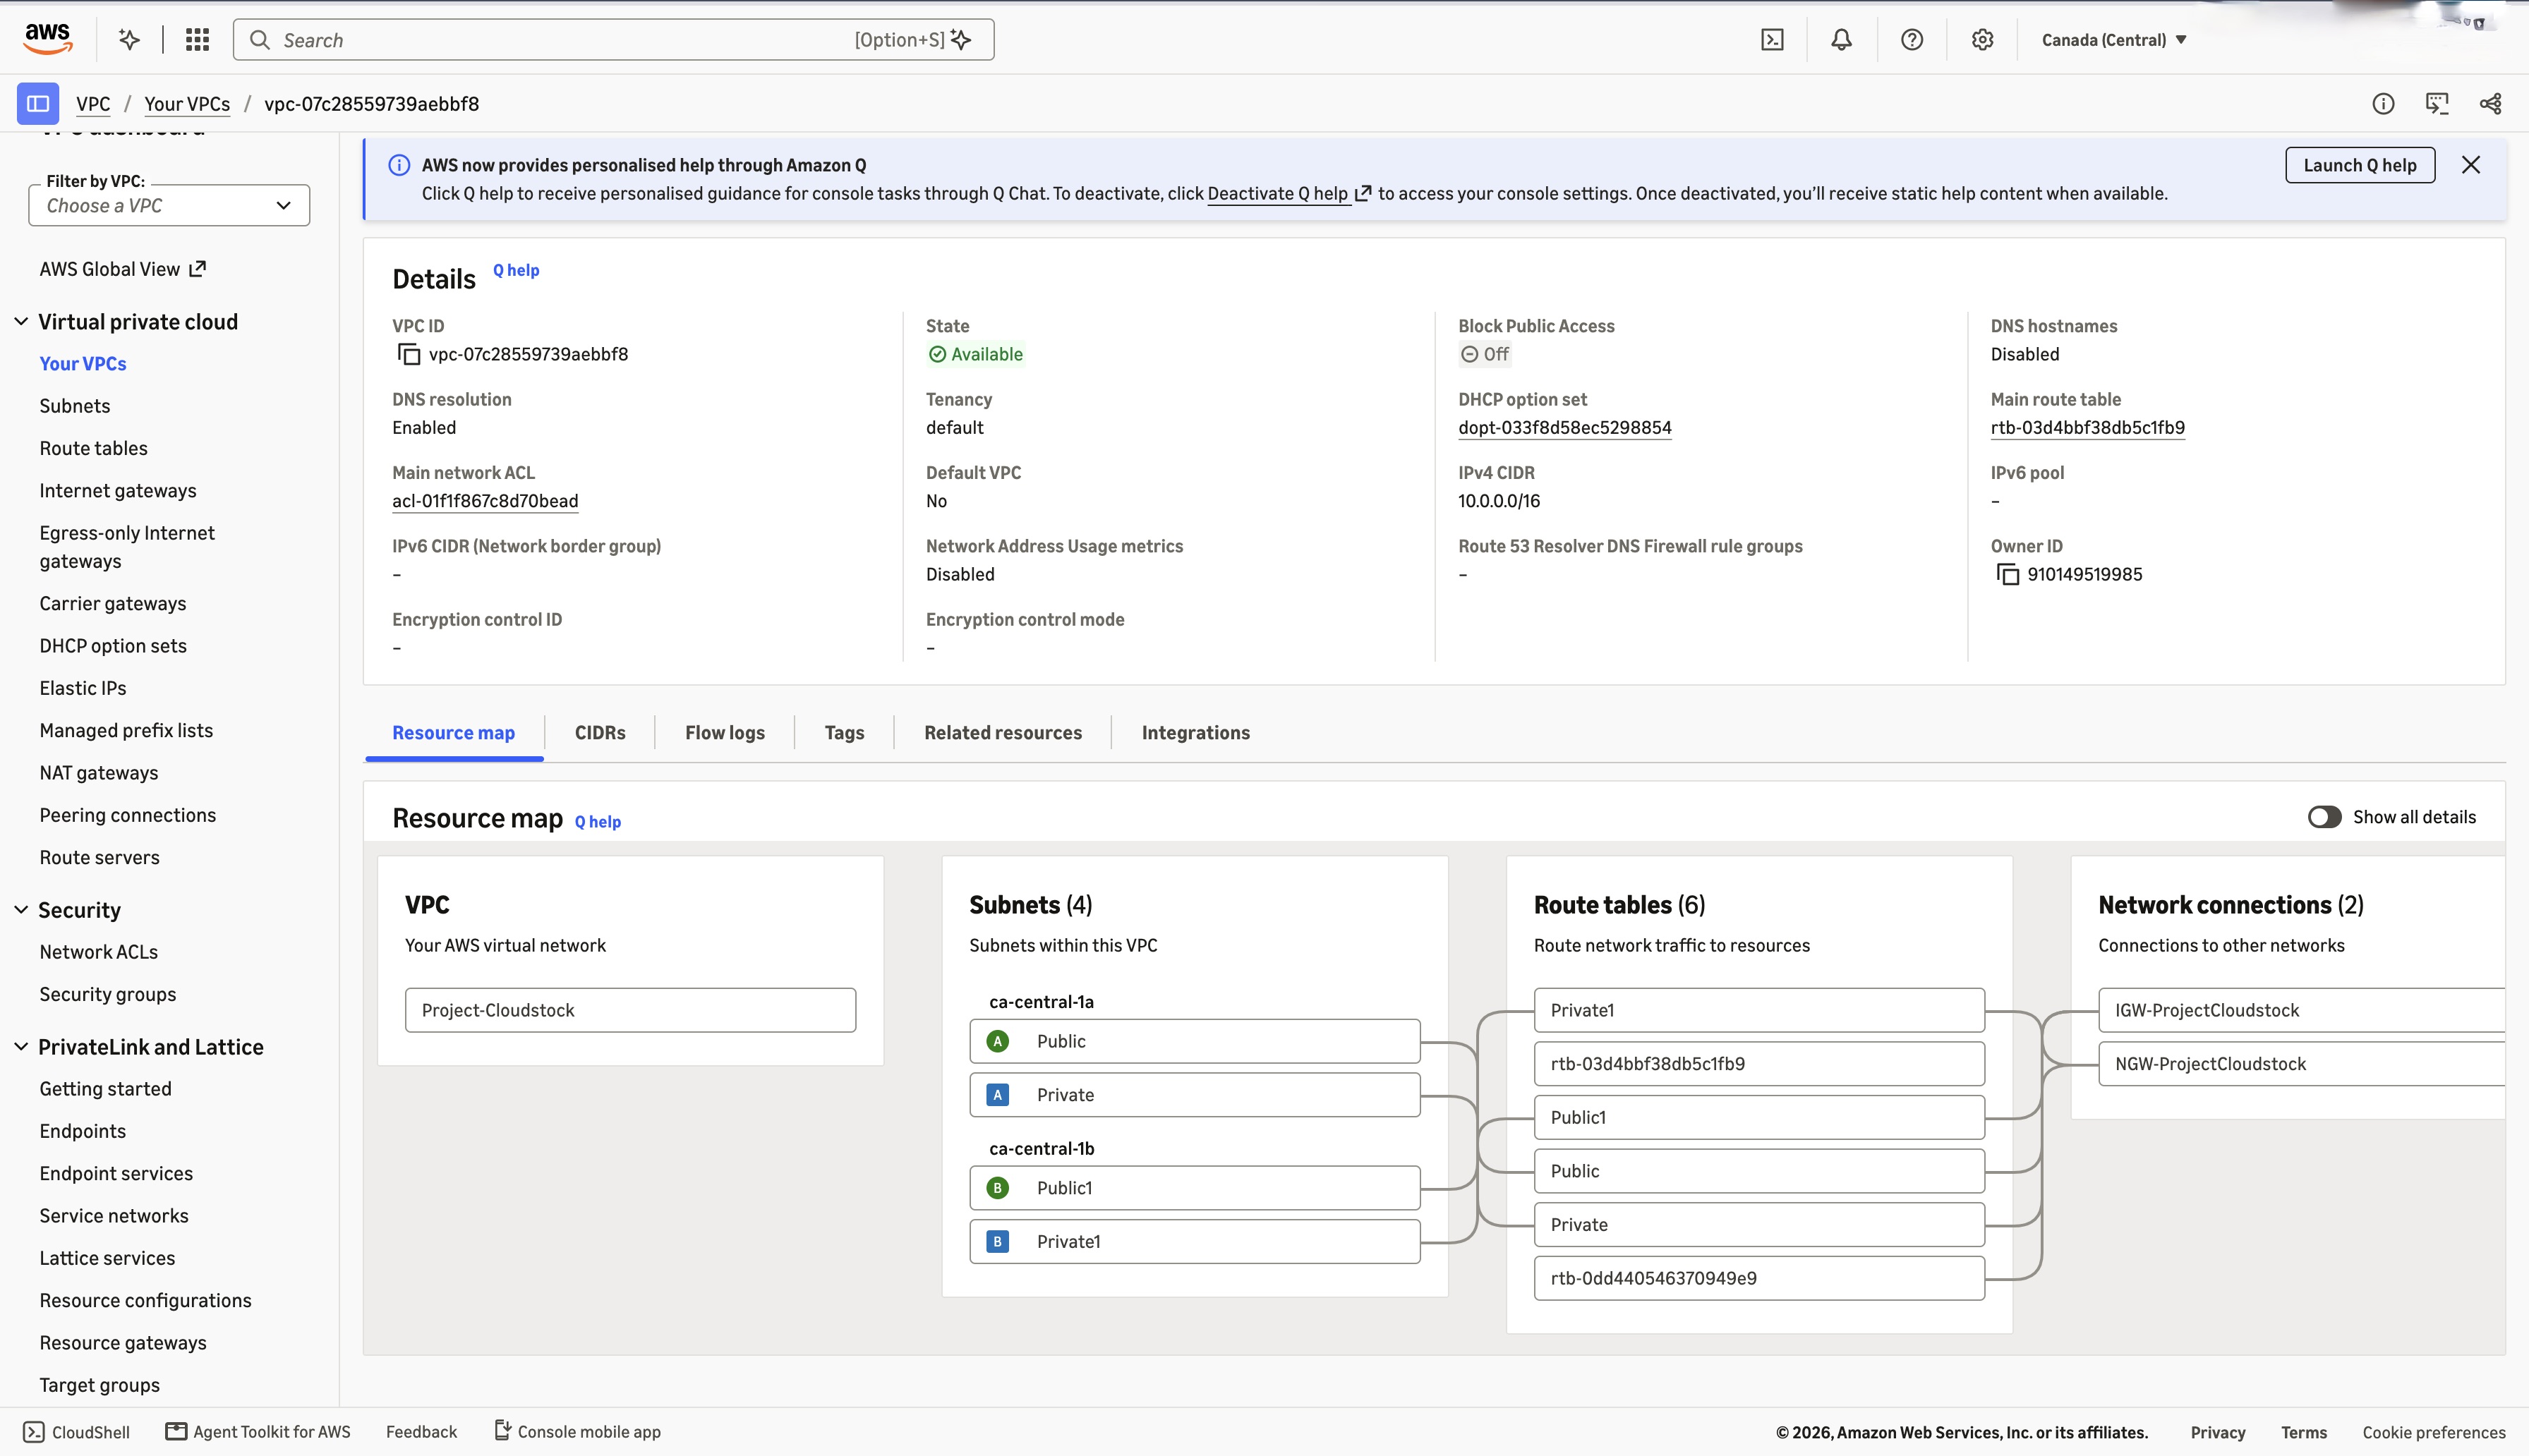 aws
Search
[Option+S]
Canada (Central)
VPC / Your VPCs / vpc-07c28559739aebbf8
VPC dashboard
Filter by VPC:
Choose a VPC
AWS Global View
Virtual private cloud
Your VPCs
Subnets
Route tables
Internet gateways
Egress-only Internet
gateways
Carrier gateways
DHCP option sets
Elastic IPs
Managed prefix lists
NAT gateways
Peering connections
Route servers
Security
Network ACLs
Security groups
PrivateLink and Lattice
Getting started
Endpoints
Endpoint services
Service networks
Lattice services
Resource configurations
Resource gateways
Target groups
AWS now provides personalised help through Amazon Q
Click Q help to receive personalised guidance for console tasks through Q Chat. To deactivate, click Deactivate Q help to access your console settings. Once deactivated, you'll receive static help content when available.
Launch Q help
Details Q help
VPC ID
vpc-07c28559739aebbf8
State
Available
Block Public Access
Off
DNS hostnames
Disabled
DNS resolution
Enabled
Tenancy
default
DHCP option set
dopt-033f8d58ec5298854
Main route table
rtb-03d4bbf38db5c1fb9
Main network ACL
acl-01f1f867c8d70bead
Default VPC
No
IPv4 CIDR
10.0.0.0/16
IPv6 pool
–
IPv6 CIDR (Network border group)
–
Network Address Usage metrics
Disabled
Route 53 Resolver DNS Firewall rule groups
–
Owner ID
910149519985
Encryption control ID
–
Encryption control mode
–
Resource map
CIDRs
Flow logs
Tags
Related resources
Integrations
Resource map Q help
Show all details
VPC
Your AWS virtual network
Project-Cloudstock
Subnets (4)
Subnets within this VPC
ca-central-1a
A Public
A Private
ca-central-1b
B Public1
B Private1
Route tables (6)
Route network traffic to resources
Private1
rtb-03d4bbf38db5c1fb9
Public1
Public
Private
rtb-0dd440546370949e9
Network connections (2)
Connections to other networks
IGW-ProjectCloudstock
NGW-ProjectCloudstock
CloudShell
Agent Toolkit for AWS
Feedback
Console mobile app
© 2026, Amazon Web Services, Inc. or its affiliates.
Privacy
Terms
Cookie preferences